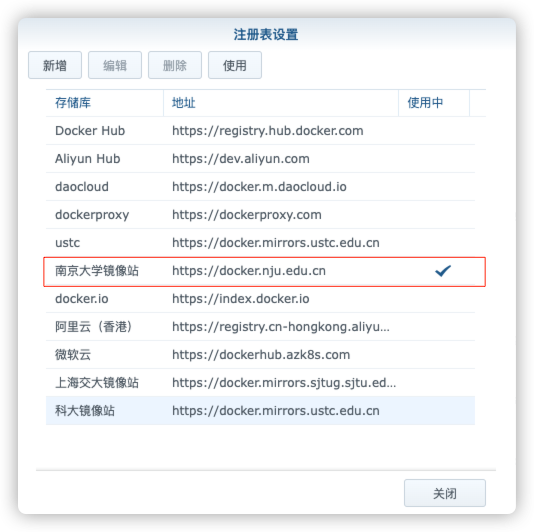 注册表设置
新增 编辑 删除 使用
存储库 地址 使用中
Docker Hub https://registry.hub.docker.com
Aliyun Hub https://dev.aliyun.com
daocloud https://docker.m.daocloud.io
dockerproxy https://dockerproxy.com
ustc https://docker.mirrors.ustc.edu.cn
南京大学镜像站 https://docker.nju.edu.cn
docker.io https://index.docker.io
阿里云（香港） https://registry.cn-hongkong.aliyu...
微软云 https://dockerhub.azk8s.com
上海交大镜像站 https://docker.mirrors.sjtug.sjtu.ed...
科大镜像站 https://docker.mirrors.ustc.edu.cn
关闭